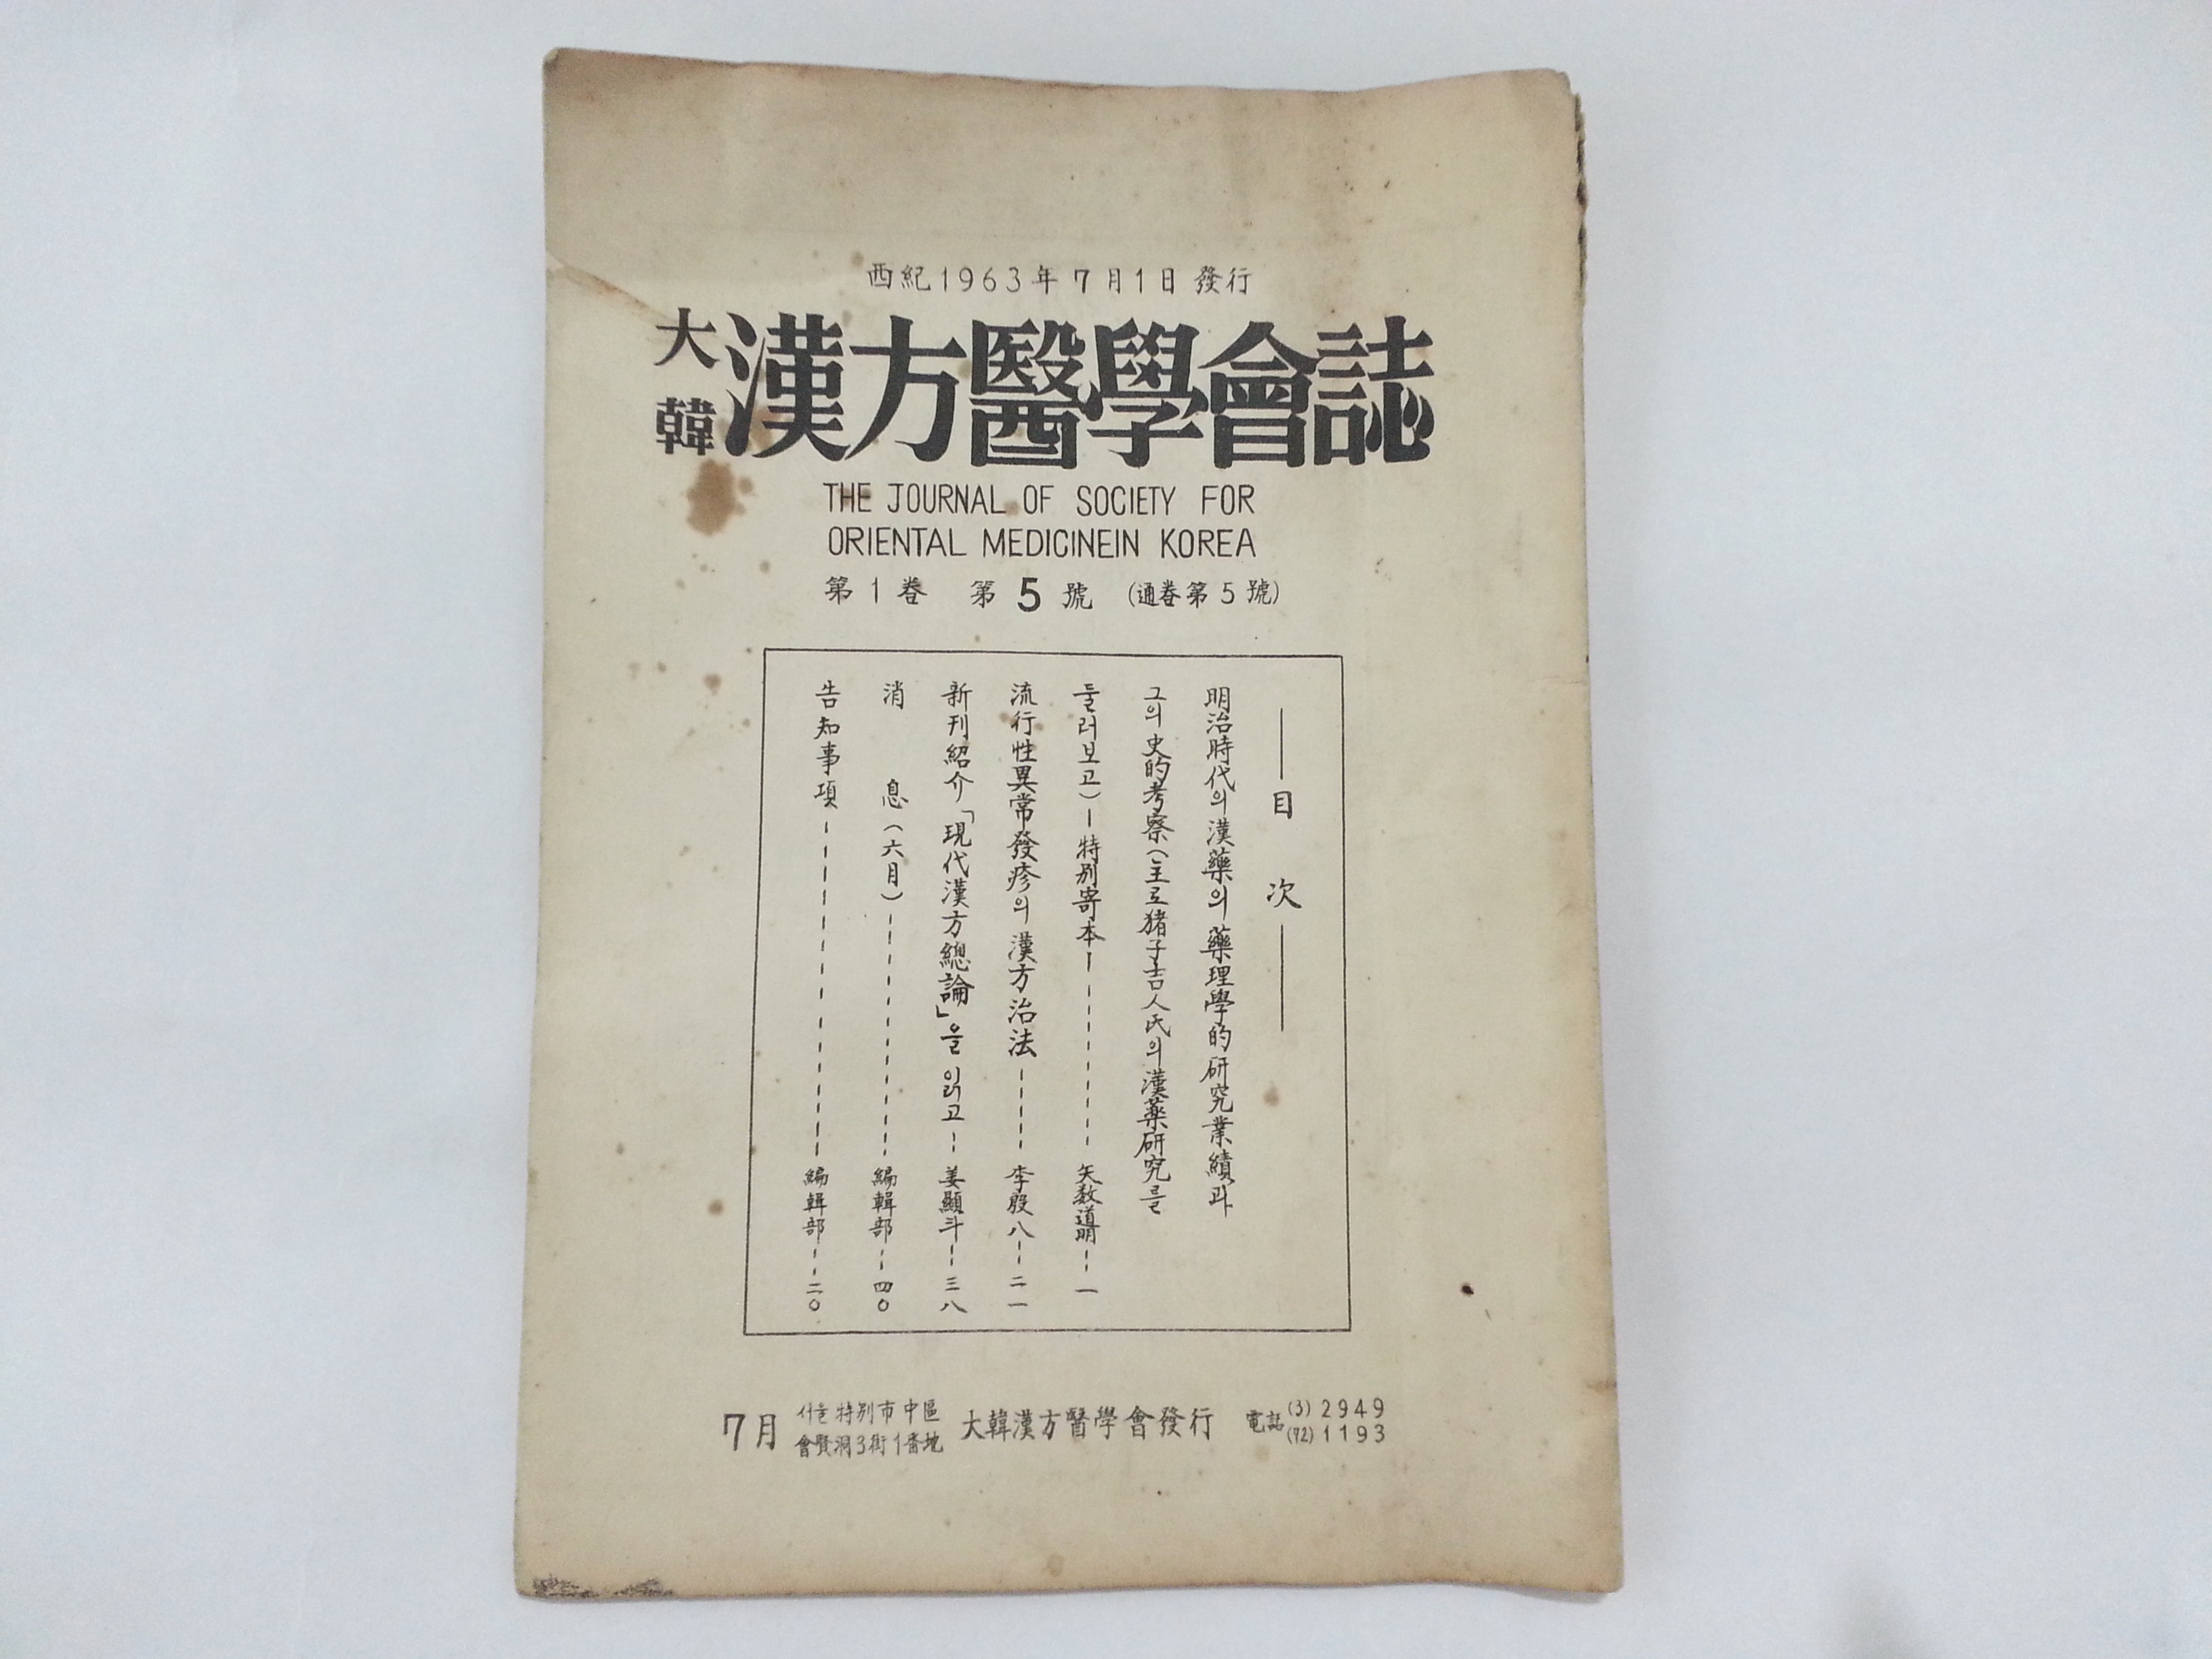 西紀1963年7月1日發行
大韓漢方醫學會誌
THE JOURNAL OF SOCIETY FOR
ORIENTAL MEDICINEIN KOREA
第1巻 第5號 (通巻第5號)
目次
明治時代의 漢藥의 藥理學的研究業績과
그의 史的考察(主로 猪子吉人氏의 漢藥研究를
둘러보고)-特別寄本- 矢数道明 一
流行性異常發疹의 漢方治法 李殷八 二一
新刊紹介「現代漢方總論」을 읽고 姜顯斗 三八
消息(六月) 編輯部 四0
告知事項 編輯部 二0
7月 서울特別市中區
會賢洞3街1番地
大韓漢方醫學會發行
電話(3)2949
(92)1193